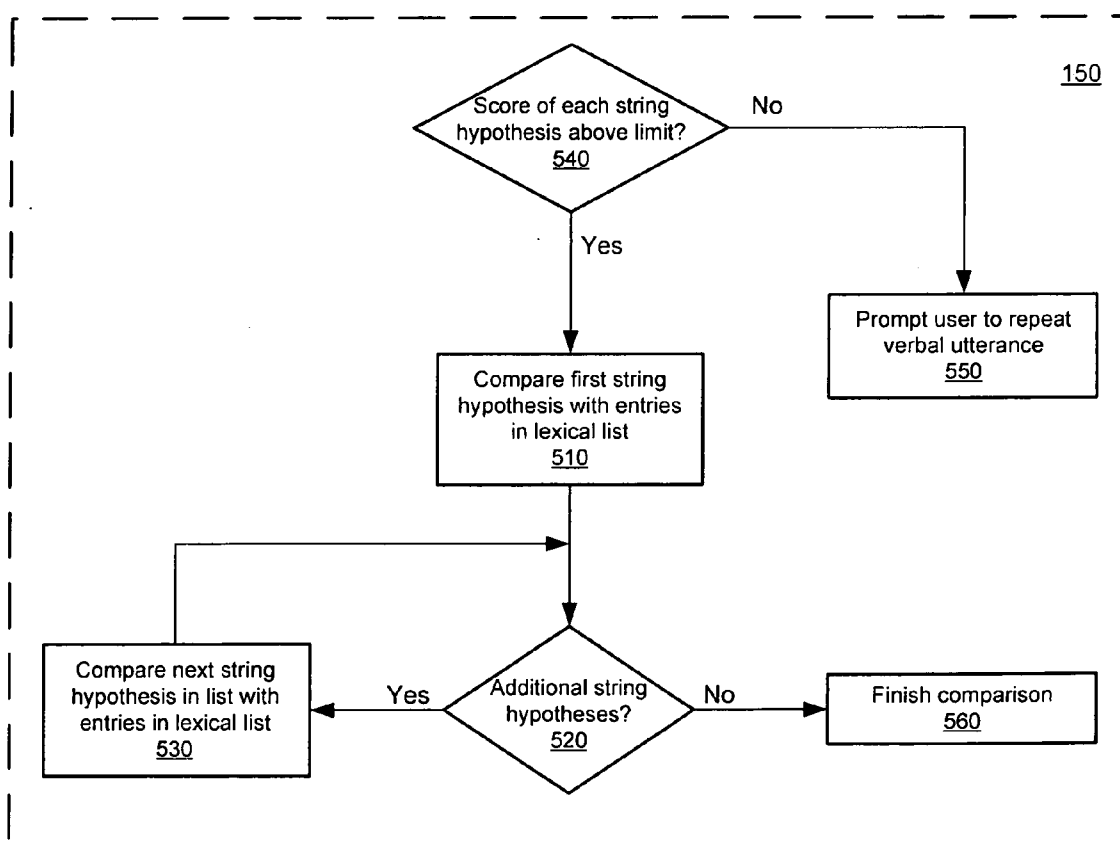 150
Score of each string
hypothesis above limit?
540
No
Yes
Prompt user to repeat
verbal utterance
550
Compare first string
hypothesis with entries
in lexical list
510
Compare next string
hypothesis in list with
entries in lexical list
530
Yes
Additional string
hypotheses?
520
No
Finish comparison
560